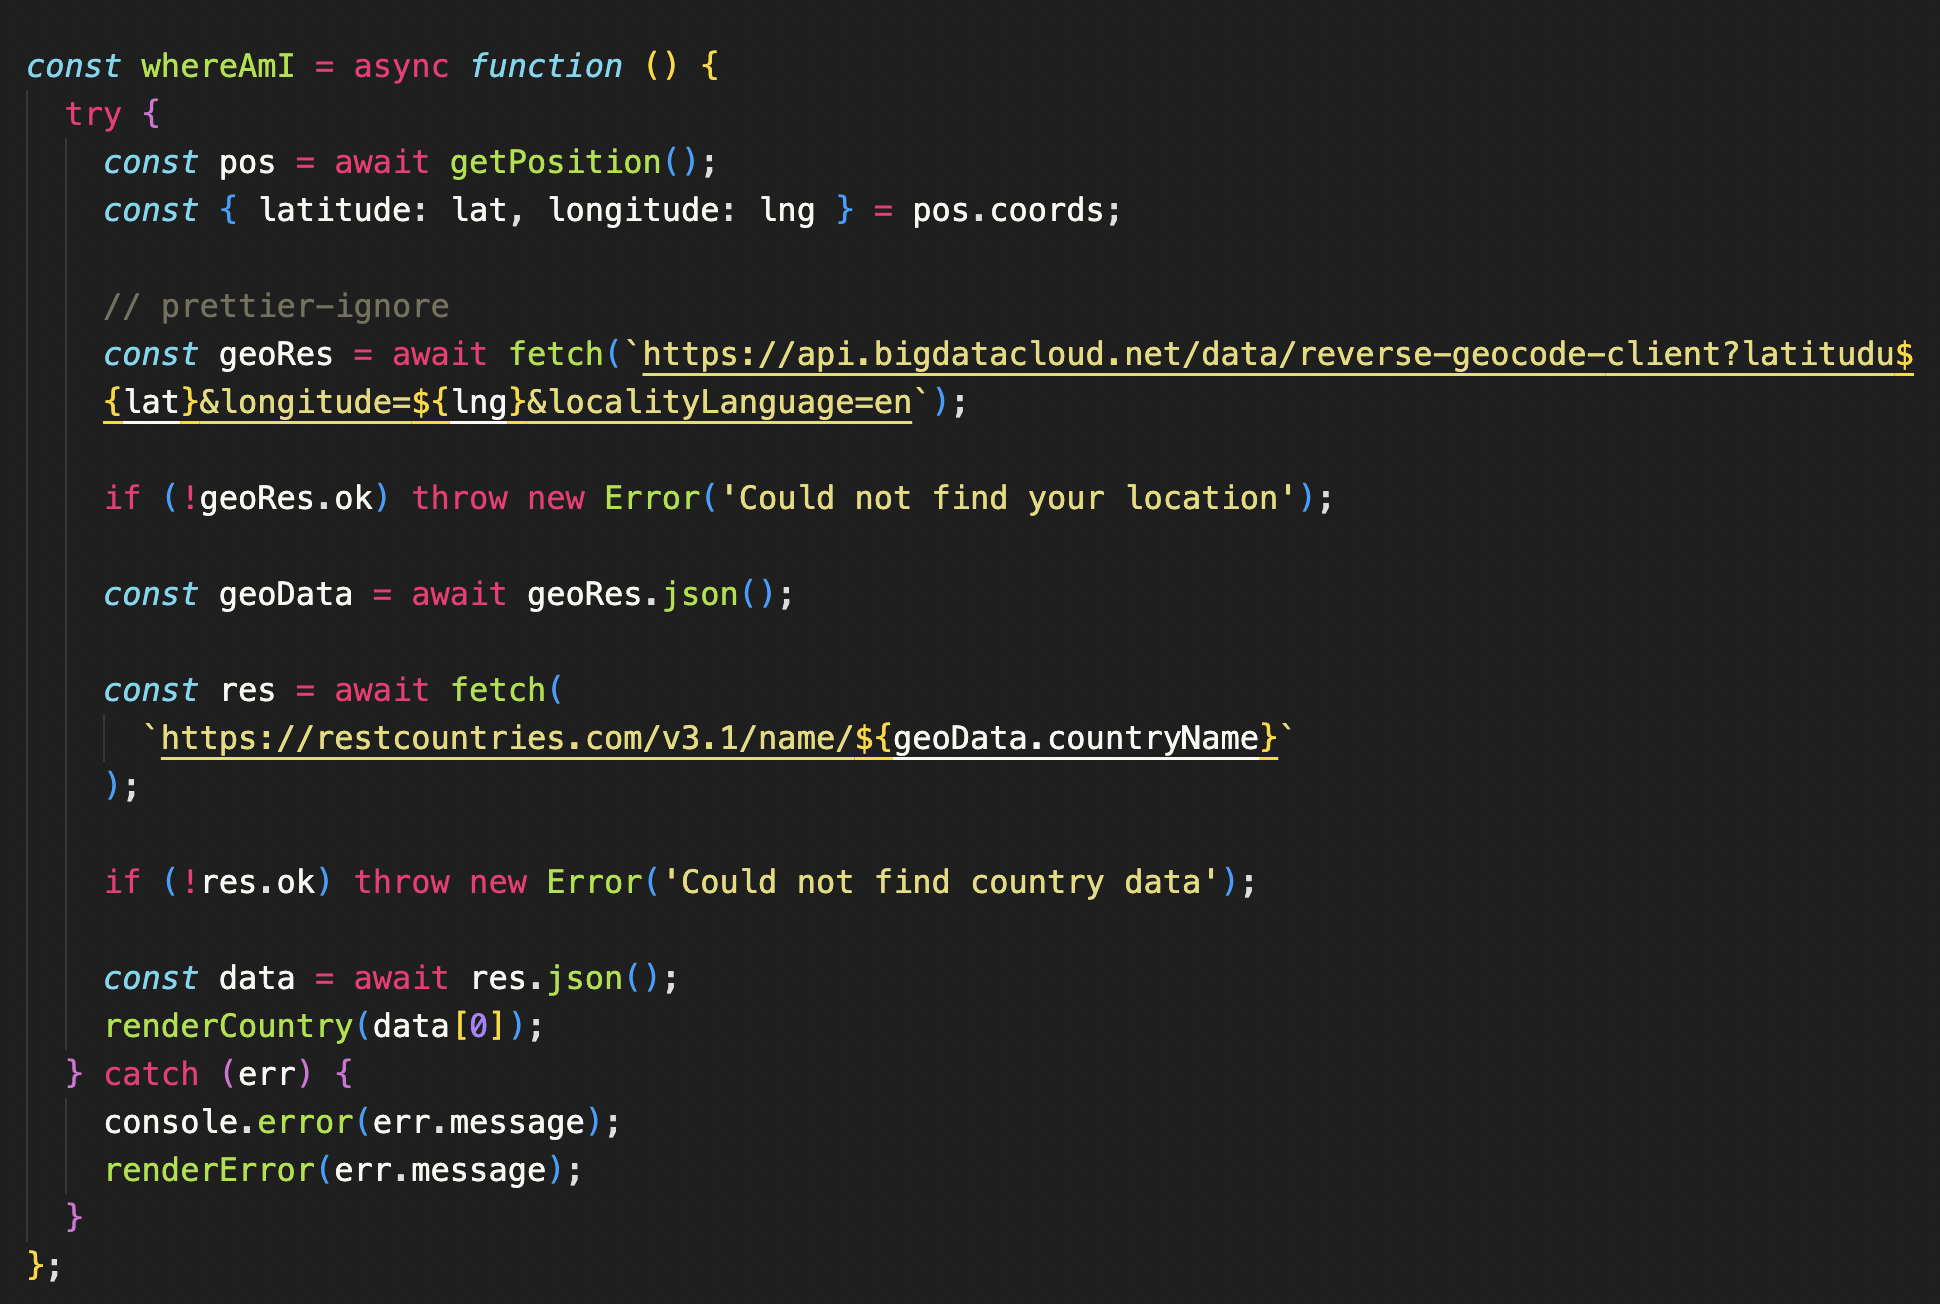 const whereAmI = async function () {
  try {
    const pos = await getPosition();
    const { latitude: lat, longitude: lng } = pos.coords;

    // prettier-ignore
    const geoRes = await fetch(`https://api.bigdatacloud.net/data/reverse-geocode-client?latitudu$
    {lat}&longitude=${lng}&localityLanguage=en`);

    if (!geoRes.ok) throw new Error('Could not find your location');

    const geoData = await geoRes.json();

    const res = await fetch(
      `https://restcountries.com/v3.1/name/${geoData.countryName}`
    );

    if (!res.ok) throw new Error('Could not find country data');

    const data = await res.json();
    renderCountry(data[0]);
  } catch (err) {
    console.error(err.message);
    renderError(err.message);
  }
};